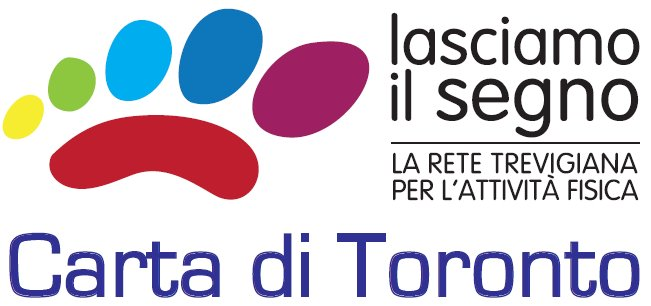 lasciamo
il segno
LA RETE TREVIGIANA
PER L'ATTIVITÀ FISICA
Carta di Toronto